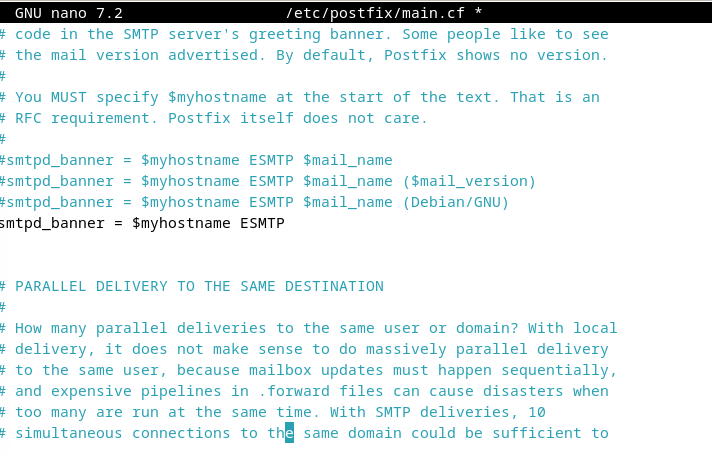 GNU nano 7.2 /etc/postfix/main.cf *
# code in the SMTP server's greeting banner. Some people like to see
# the mail version advertised. By default, Postfix shows no version.
#
# You MUST specify $myhostname at the start of the text. That is an
# RFC requirement. Postfix itself does not care.
#
#smtpd_banner = $myhostname ESMTP $mail_name
#smtpd_banner = $myhostname ESMTP $mail_name ($mail_version)
#smtpd_banner = $myhostname ESMTP $mail_name (Debian/GNU)
smtpd_banner = $myhostname ESMTP
# PARALLEL DELIVERY TO THE SAME DESTINATION
#
# How many parallel deliveries to the same user or domain? With local
# delivery, it does not make sense to do massively parallel delivery
# to the same user, because mailbox updates must happen sequentially,
# and expensive pipelines in .forward files can cause disasters when
# too many are run at the same time. With SMTP deliveries, 10
# simultaneous connections to the same domain could be sufficient to